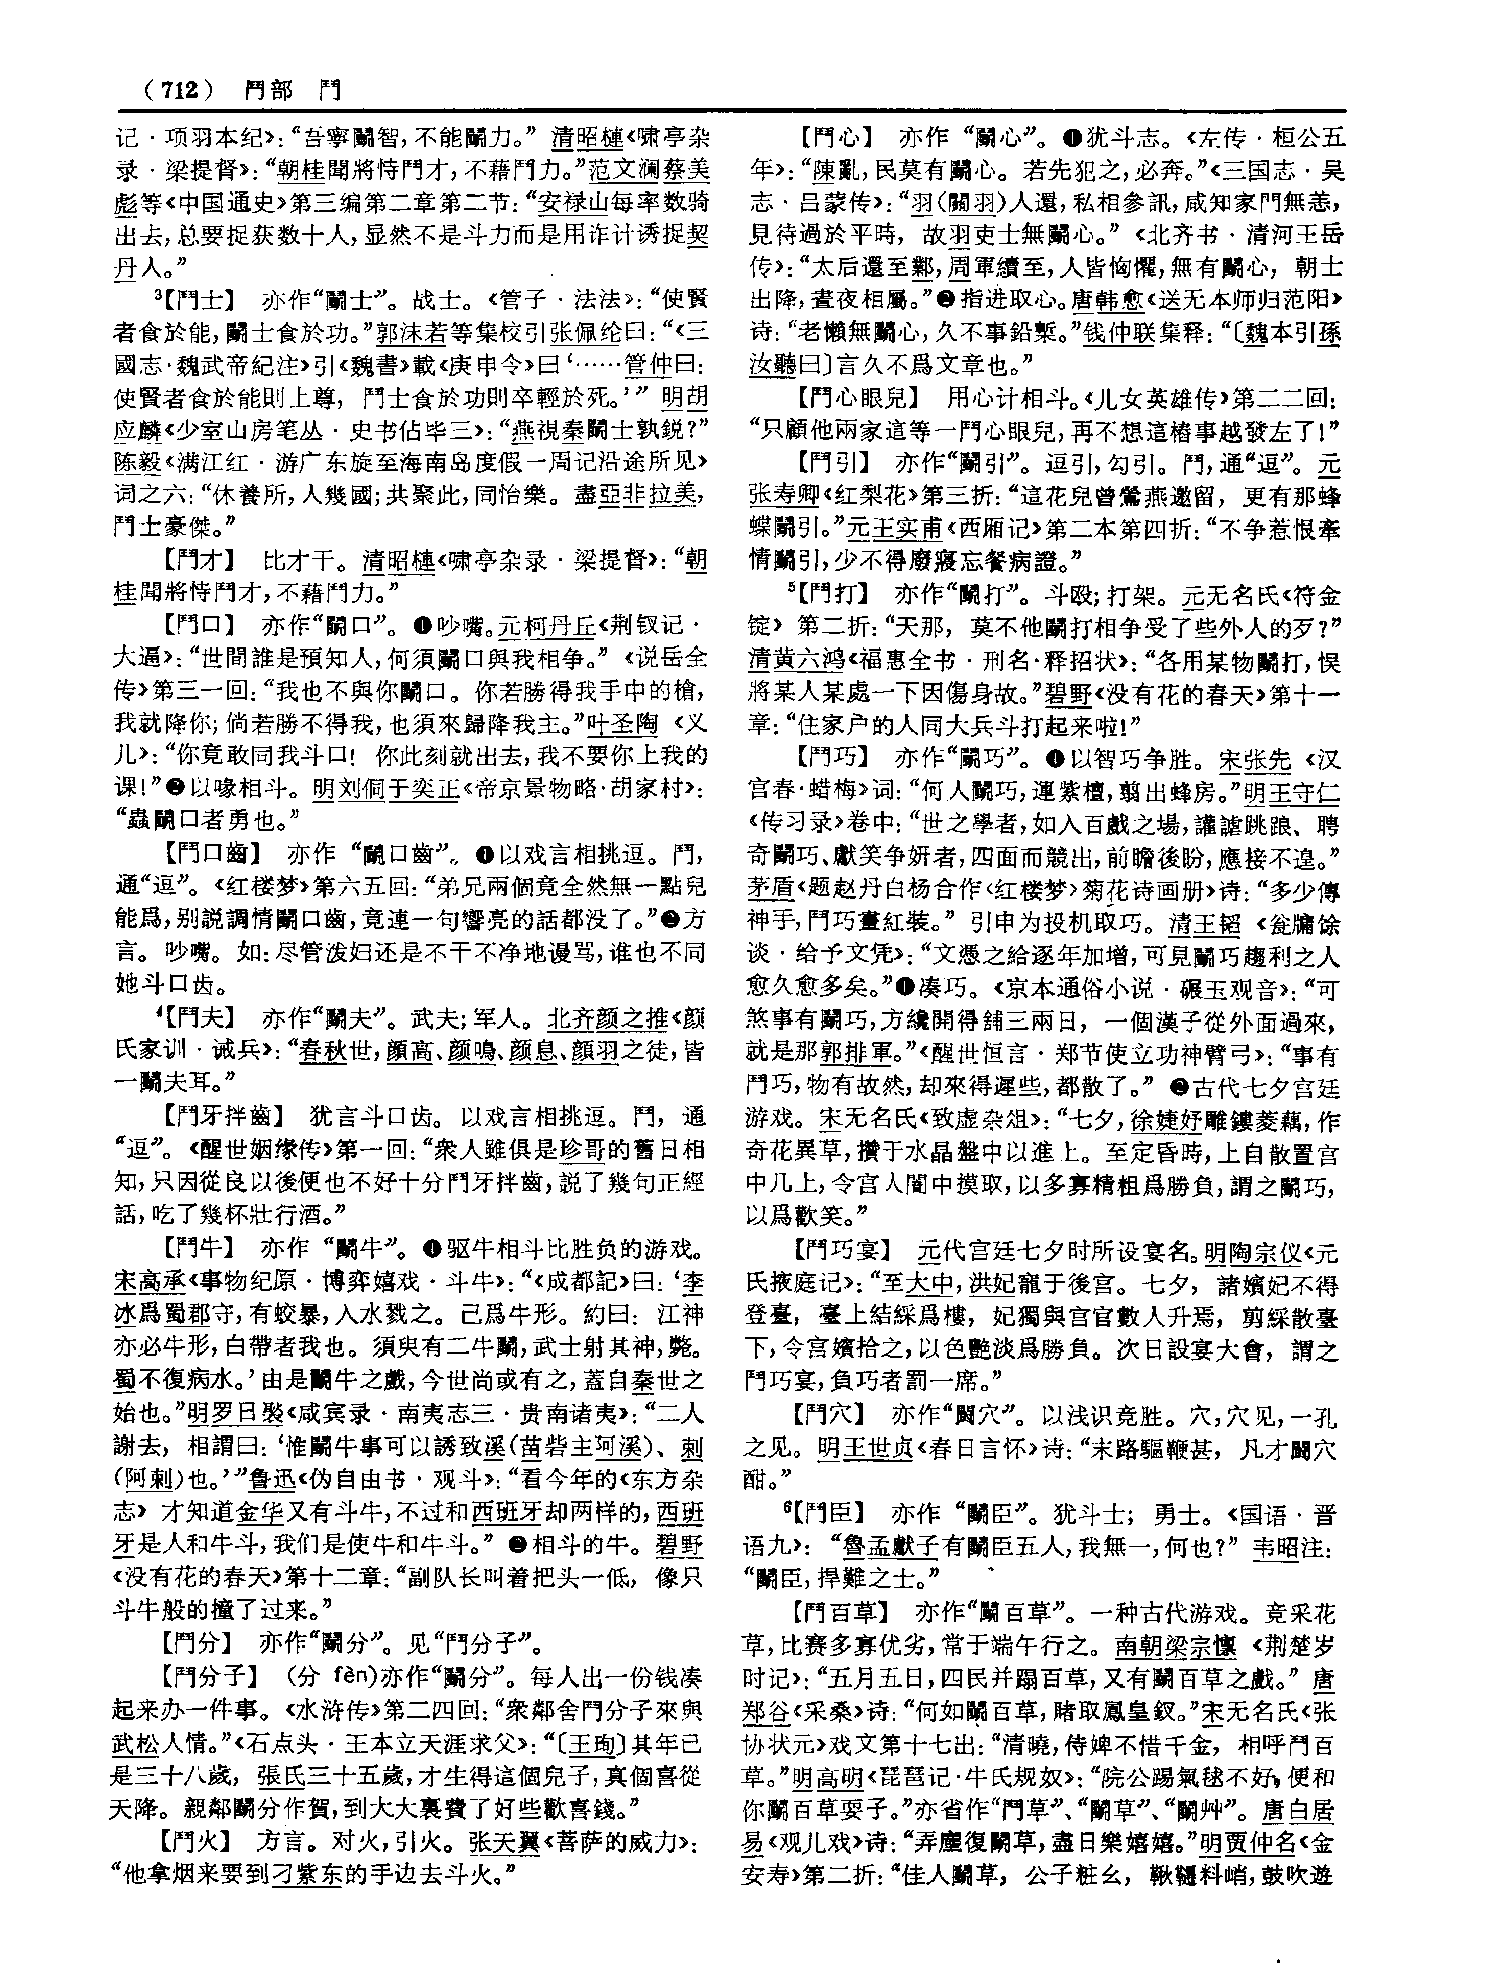 （712） 鬥部 鬥
记·项羽本纪》：“吾寧鬭智，不能鬭力。”清昭槤《啸亭杂
录·梁提督》：“朝桂聞將恃鬥才，不藉鬥力。”范文澜蔡美
彪等《中国通史》第三编第二章第二节：“安禄山每率数骑
出去，总要捉获数十人，显然不是斗力而是用诈计诱捉契
丹人。”
³【鬥士】 亦作“鬭士”。战士。《管子·法法》：“使賢
者食於能，鬭士食於功。”郭沫若等集校引张佩纶曰：“《三
國志·魏武帝紀注》引《魏書》載《庚申令》曰‘……管仲曰：
使賢者食於能則上尊，鬥士食於功則卒輕於死。’”明胡
应麟《少室山房笔丛·史书佔毕三》：“燕視秦鬭士孰鋭？”
陈毅《满江红·游广东旋至海南岛度假一周记沿途所见》
词之六：“休養所，人幾國；共聚此，同怡樂。盡亞非拉美，
鬥士豪傑。”
【鬥才】 比才干。清昭槤《啸亭杂录·梁提督》：“朝
桂聞將恃鬥才，不藉鬥力。”
【鬥口】 亦作“鬭口”。❶吵嘴。元柯丹丘《荆钗记·
大逼》：“世間誰是預知人，何須鬭口與我相争。”《说岳全
传》第三一回：“我也不與你鬭口。你若勝得我手中的槍，
我就降你；倘若勝不得我，也須來歸降我主。”叶圣陶《义
儿》：“你竟敢同我斗口！你此刻就出去，我不要你上我的
课！”❷以喙相斗。明刘侗于奕正《帝京景物略·胡家村》：
“蟲鬭口者勇也。”
【鬥口齒】 亦作“鬭口齒”。❶以戏言相挑逗。鬥，
通“逗”。《红楼梦》第六五回：“弟兄兩個竟全然無一點兒
能爲，别説調情鬭口齒，竟連一句響亮的話都没了。”❷方
言。吵嘴。如：尽管泼妇还是不干不净地谩骂，谁也不同
她斗口齿。
⁴【鬥夫】 亦作“鬭夫”。武夫；军人。北齐颜之推《颜
氏家训·诫兵》：“春秋世，顔高、颜鳴、颜息、顔羽之徒，皆
一鬭夫耳。”
【鬥牙拌齒】 犹言斗口齿。以戏言相挑逗。鬥，通
“逗”。《醒世姻缘传》第一回：“衆人雖俱是珍哥的舊日相
知，只因從良以後便也不好十分鬥牙拌齒，説了幾句正經
話，吃了幾杯壯行酒。”
【鬥牛】 亦作“鬭牛”。❶驱牛相斗比胜负的游戏。
宋高承《事物纪原·博弈嬉戏·斗牛》：“《成都記》曰：‘李
冰爲蜀郡守，有蛟暴，入水戮之。己爲牛形。約曰：江神
亦必牛形，白帶者我也。須臾有二牛鬭，武士射其神，斃。
蜀不復病水。’由是鬭牛之戲，今世尚或有之，蓋自秦世之
始也。”明罗日褧《咸宾录·南夷志三·贵南诸夷》：“二人
謝去，相謂曰：‘惟鬭牛事可以誘致溪（苗砦主坷溪）、剌
（阿剌）也。’”魯迅《伪自由书·观斗》：“看今年的《东方杂
志》才知道金华又有斗牛，不过和西班牙却两样的，西班
牙是人和牛斗，我们是使牛和牛斗。”❷相斗的牛。碧野
《没有花的春天》第十二章：“副队长叫着把头一低，像只
斗牛般的撞了过来。”
【鬥分】 亦作“鬭分”。见“鬥分子”。
【鬥分子】 （分 fèn）亦作“鬭分”。每人出一份钱凑
起来办一件事。《水浒传》第二四回：“衆鄰舍鬥分子來與
武松人情。”《石点头·王本立天涯求父》：“〔王珣〕其年已
是三十八歲，張氏三十五歲，才生得這個兒子，真個喜從
天降。親鄰鬭分作賀，到大大裏費了好些歡喜錢。”
【鬥火】 方言。对火，引火。张天翼《菩萨的威力》：
“他拿烟来要到刁紫东的手边去斗火。”
【鬥心】 亦作“鬭心”。❶犹斗志。《左传·桓公五
年》：“陳亂，民莫有鬭心。若先犯之，必奔。”《三国志·吴
志·吕蒙传》：“羽（關羽）人還，私相參訊，咸知家門無恙，
見待過於平時，故羽吏士無鬭心。”《北齐书·清河王岳
传》：“太后還至鄴，周軍續至，人皆恟懼，無有鬭心，朝士
出降，晝夜相屬。”❷指进取心。唐韩愈《送无本师归范阳》
诗：“老懶無鬭心，久不事鉛槧。”钱仲联集释：“〔魏本引孫
汝聽曰〕言久不爲文章也。”
【鬥心眼兒】 用心计相斗。《儿女英雄传》第二二回：
“只顧他兩家這等一鬥心眼兒，再不想這樁事越發左了！”
【鬥引】 亦作“鬭引”。逗引，勾引。鬥，通“逗”。元
张寿卿《红梨花》第三折：“這花兒曾鶯燕邀留，更有那蜂
蝶鬭引。”元王实甫《西厢记》第二本第四折：“不争惹恨牽
情鬭引，少不得廢寢忘餐病證。”
⁵【鬥打】 亦作“鬭打”。斗殴；打架。元无名氏《符金
锭》第二折：“天那，莫不他鬭打相争受了些外人的歹？”
清黄六鸿《福惠全书·刑名·释招状》：“各用某物鬭打，悮
將某人某處一下因傷身故。”碧野《没有花的春天》第十一
章：“住家户的人同大兵斗打起来啦！”
【鬥巧】 亦作“鬭巧”。❶以智巧争胜。宋张先《汉
宫春·蜡梅》词：“何人鬭巧，運紫檀，翦出蜂房。”明王守仁
《传习录》卷中：“世之學者，如入百戲之場，讙謔跳踉、騁
奇鬭巧、獻笑争妍者，四面而競出，前瞻後盼，應接不遑。”
茅盾《题赵丹白杨合作〈红楼梦〉菊花诗画册》诗：“多少傳
神手，鬥巧畫紅裝。”引申为投机取巧。清王韬《瓮牖馀
谈·给予文凭》：“文憑之給逐年加增，可見鬭巧趨利之人
愈久愈多矣。”❶凑巧。《京本通俗小说·碾玉观音》：“可
煞事有鬭巧，方纔開得舖三兩日，一個漢子從外面過來，
就是那郭排軍。”《醒世恒言·郑节使立功神臂弓》：“事有
鬥巧，物有故然，却來得遲些，都散了。”❷古代七夕宫廷
游戏。宋无名氏《致虚杂俎》：“七夕，徐婕妤雕鏤菱藕，作
奇花異草，攢于水晶盤中以進上。至定昏時，上自散置宫
中几上，令宫人闇中摸取，以多寡精粗爲勝負，謂之鬭巧，
以爲歡笑。”
【鬥巧宴】 元代宫廷七夕时所设宴名。明陶宗仪《元
氏掖庭记》：“至大中，洪妃寵于後宫。七夕，諸嬪妃不得
登臺，臺上結綵爲樓，妃獨與宫官數人升焉，剪綵散臺
下，令宫嬪拾之，以色艷淡爲勝負。次日設宴大會，謂之
鬥巧宴，負巧者罰一席。”
【鬥穴】 亦作“鬭穴”。以浅识竞胜。穴，穴见，一孔
之见。明王世贞《春日言怀》诗：“末路驅鞭甚，凡才鬭穴
酣。”
⁶【鬥臣】 亦作“鬭臣”。犹斗士；勇士。《国语·晋
语九》：“魯孟獻子有鬭臣五人，我無一，何也？”韦昭注：
“鬭臣，捍難之士。”
【鬥百草】 亦作“鬭百草”。一种古代游戏。竞采花
草，比赛多寡优劣，常于端午行之。南朝梁宗懔《荆楚岁
时记》：“五月五日，四民并蹋百草，又有鬭百草之戲。”唐
郑谷《采桑》诗：“何如鬭百草，賭取鳳皇釵。”宋无名氏《张
协状元》戏文第十七出：“清曉，侍婢不惜千金，相呼鬥百
草。”明高明《琵琶记·牛氏规奴》：“院公踢氣毬不好，便和
你鬭百草耍子。”亦省作“鬥草”、“鬭草”、“鬭艸”。唐白居
易《观儿戏》诗：“弄塵復鬭草，盡日樂嬉嬉。”明贾仲名《金
安寿》第二折：“佳人鬭草，公子粧幺，鞦韆料峭，鼓吹遊